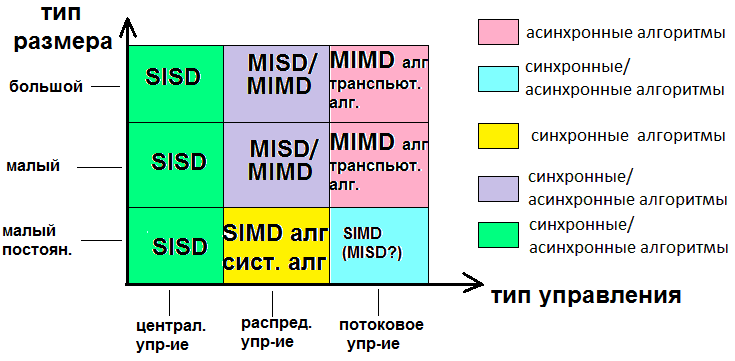 тип
размера
большой
малый
малый
постоян.
SISD
MISD/
MIMD
MIMD алг
транспьют.
алг.
SISD
MISD/
MIMD
MIMD алг
транспьют.
алг.
SISD
SIMD алг
сист. алг
SIMD
(MISD?)
тип управления
централ.
упр-ие
распред.
упр-ие
потоковое
упр-ие
асинхронные алгоритмы
синхронные/
асинхронные алгоритмы
синхронные алгоритмы
синхронные/
асинхронные алгоритмы
синхронные/
асинхронные алгоритмы